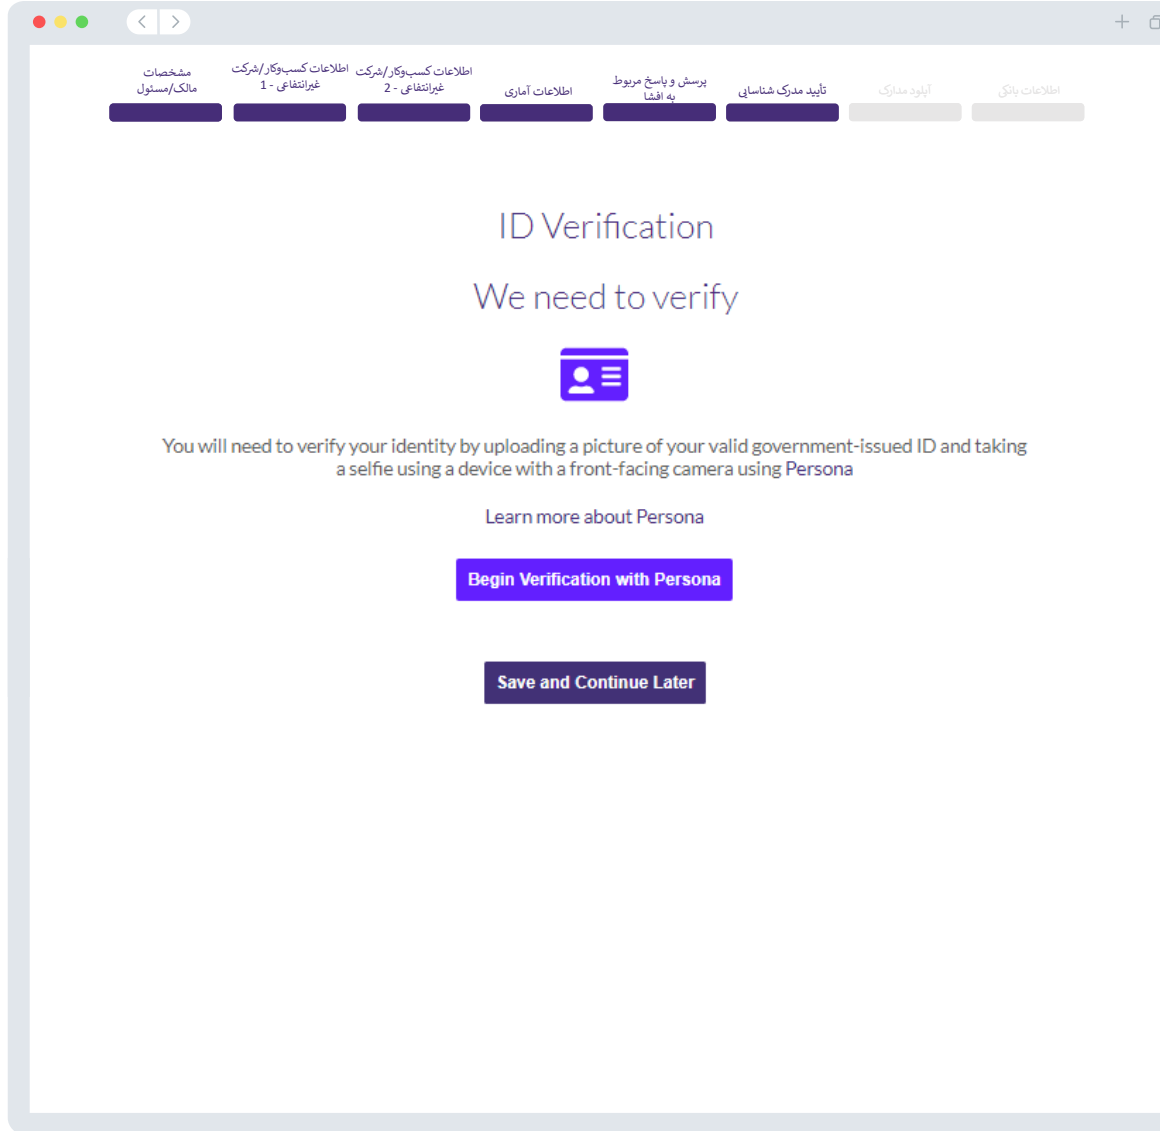 مشخصات
مالک/مسئول
اطلاعات کسب‌وکار/شرکت
غیرانتفاعی - 1
اطلاعات کسب‌وکار/شرکت
غیرانتفاعی - 2
اطلاعات آماری
پرسش و پاسخ مربوط
به افشا
تأیید مدرک شناسایی
آپلود مدارک
اطلاعات بانکی
ID Verification
We need to verify
You will need to verify your identity by uploading a picture of your valid government-issued ID and taking
a selfie using a device with a front-facing camera using Persona
Learn more about Persona
Begin Verification with Persona
Save and Continue Later